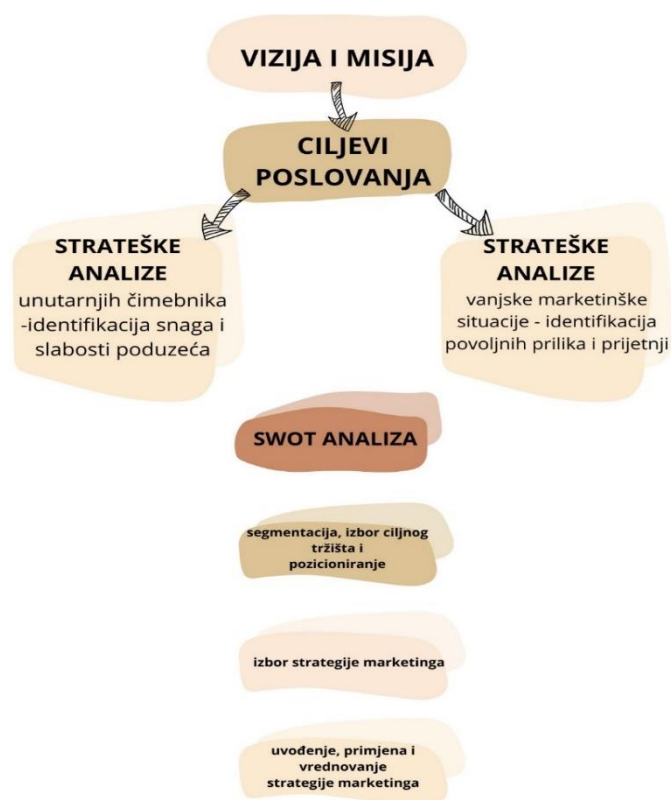 VIZIJA I MISIJA
CILJEVI
POSLOVANJA
STRATEŠKE
ANALIZE
unutarnjih čimebnika
-identifikacija snaga i
slabosti poduzeća
STRATEŠKE
ANALIZE
vanjske marketinške
situacije - identifikacija
povoljnih prilika i prijetnji
SWOT ANALIZA
segmentacija, izbor ciljnog
tržišta i
pozicioniranje
izbor strategije marketinga
uvođenje, primjena i
vrednovanje
strategije marketinga